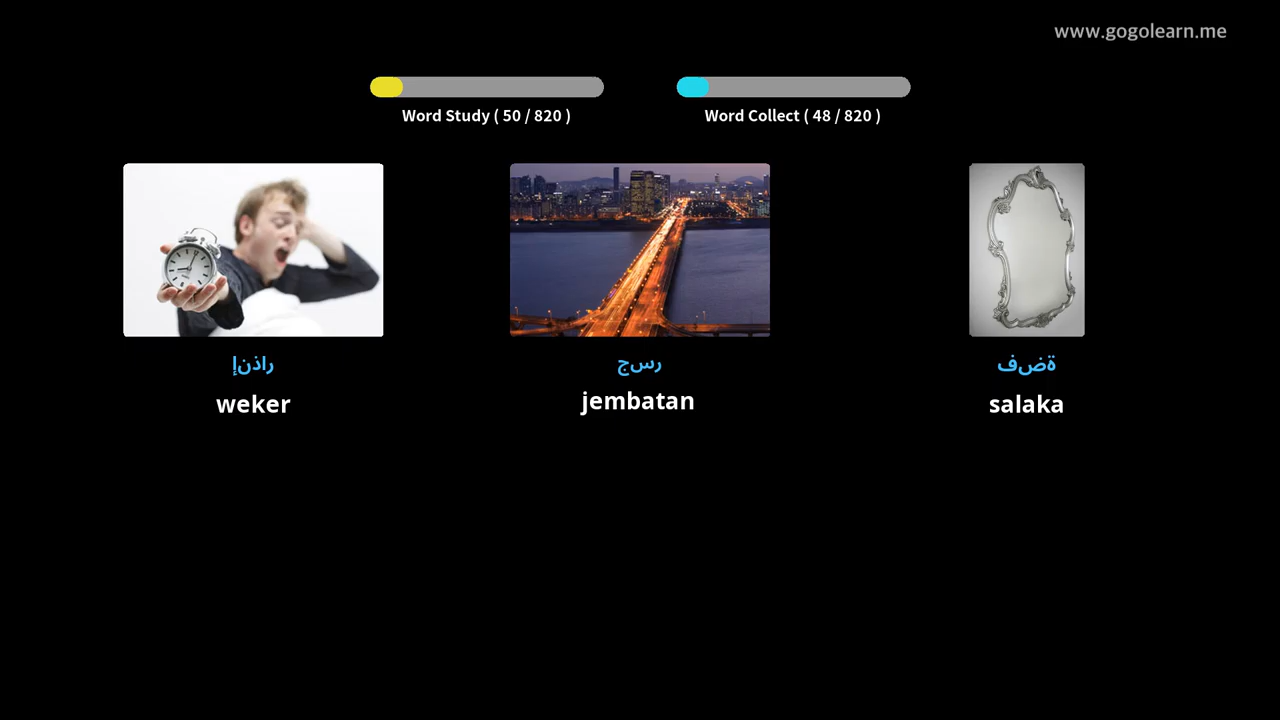 www.gogolearn.me
Word Study ( 50 / 820 )
Word Collect ( 48 / 820 )
راذنإ
رسج
ةضف
weker
jembatan
salaka